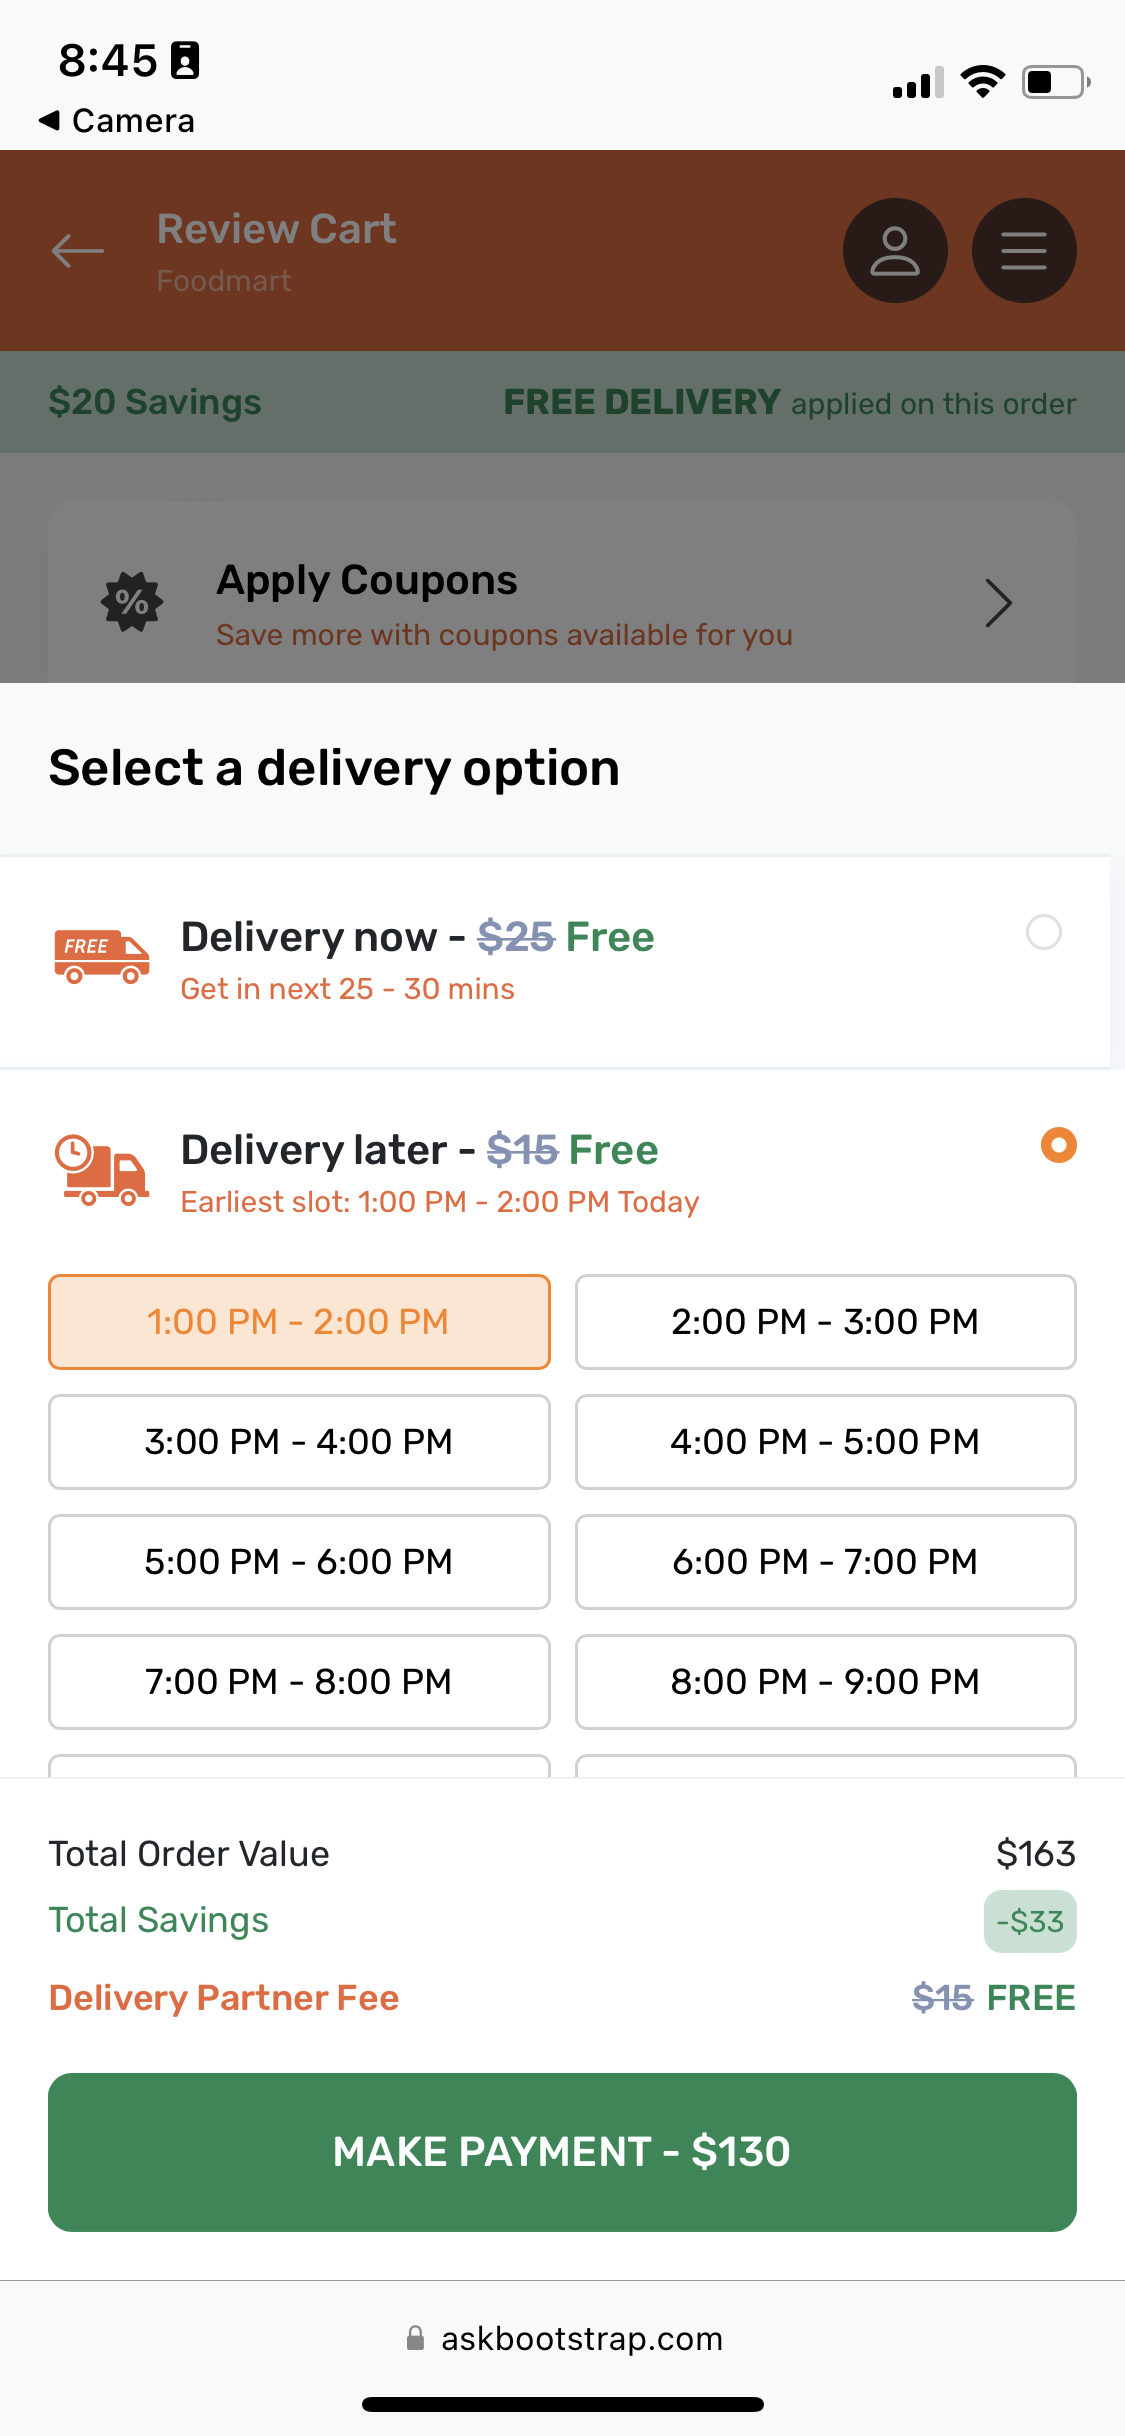 8:45
Camera
Review Cart
Foodmart
$20 Savings
FREE DELIVERY applied on this order
%
Apply Coupons
Save more with coupons available for you
Select a delivery option
FREE
Delivery now - $25 Free
Get in next 25 - 30 mins
Delivery later - $15 Free
Earliest slot: 1:00 PM - 2:00 PM Today
1:00 PM - 2:00 PM
2:00 PM - 3:00 PM
3:00 PM - 4:00 PM
4:00 PM - 5:00 PM
5:00 PM - 6:00 PM
6:00 PM - 7:00 PM
7:00 PM - 8:00 PM
8:00 PM - 9:00 PM
Total Order Value $163
Total Savings -$33
Delivery Partner Fee $15 FREE
MAKE PAYMENT - $130
askbootstrap.com